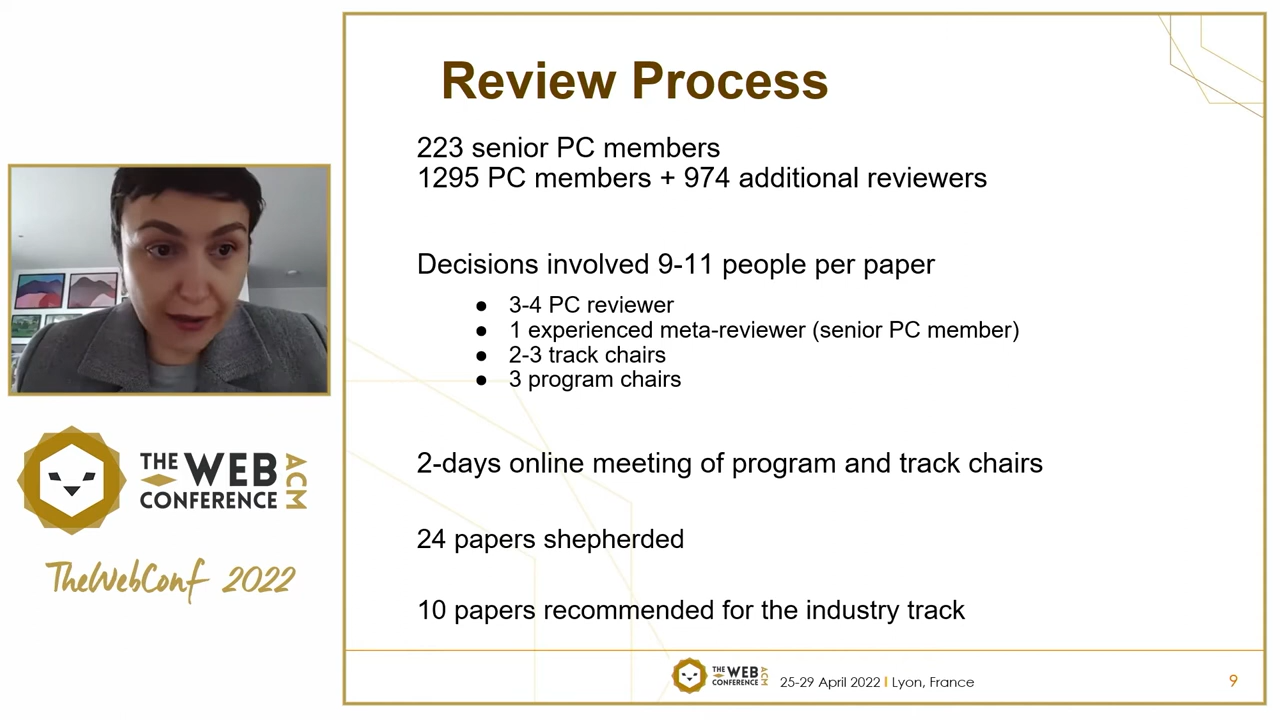 Review Process
223 senior PC members
1295 PC members + 974 additional reviewers
Decisions involved 9-11 people per paper
● 3-4 PC reviewer
● 1 experienced meta-reviewer (senior PC member)
● 2-3 track chairs
● 3 program chairs
2-days online meeting of program and track chairs
24 papers shepherded
10 papers recommended for the industry track
THE WEB
CONFERENCE
ACM
25-29 April 2022 I Lyon, France
9
THE WEB
CONFERENCE
ACM
TheWebConf 2022